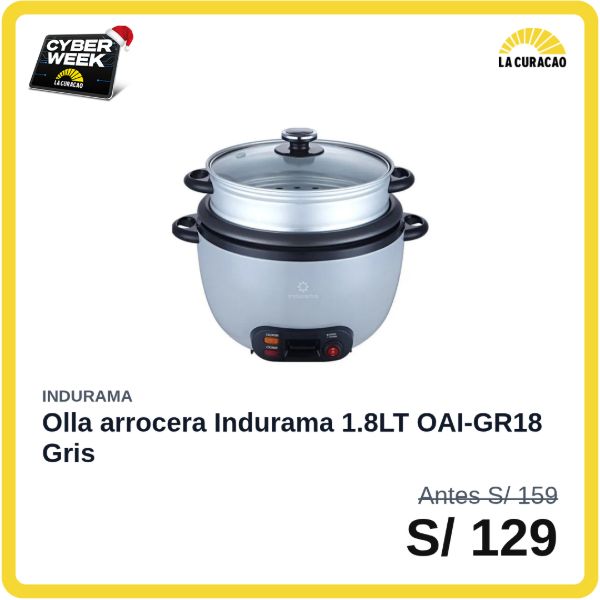 CYBER
WEEK
LA CURACAO
LA CURACAO
INDURAMA
Olla arrocera Indurama 1.8LT OAI-GR18
Gris
Antes S/ 159
S/ 129